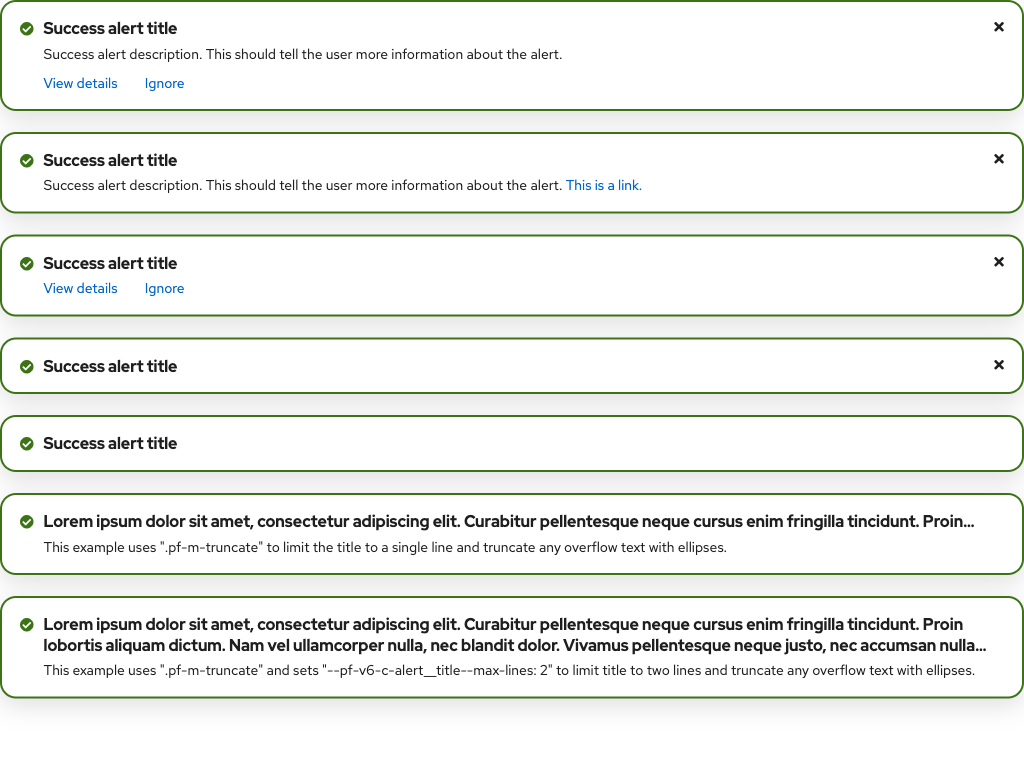 Success alert title
Success alert description. This should tell the user more information about the alert.
View details Ignore
Success alert title
Success alert description. This should tell the user more information about the alert. This is a link.
Success alert title
View details Ignore
Success alert title
Success alert title
Lorem ipsum dolor sit amet, consectetur adipiscing elit. Curabitur pellentesque neque cursus enim fringilla tincidunt. Proin...
This example uses ".pf-m-truncate" to limit the title to a single line and truncate any overflow text with ellipses.
Lorem ipsum dolor sit amet, consectetur adipiscing elit. Curabitur pellentesque neque cursus enim fringilla tincidunt. Proin
lobortis aliquam dictum. Nam vel ullamcorper nulla, nec blandit dolor. Vivamus pellentesque neque justo, nec accumsan nulla...
This example uses ".pf-m-truncate" and sets "--pf-v6-c-alert__title--max-lines: 2" to limit title to two lines and truncate any overflow text with ellipses.